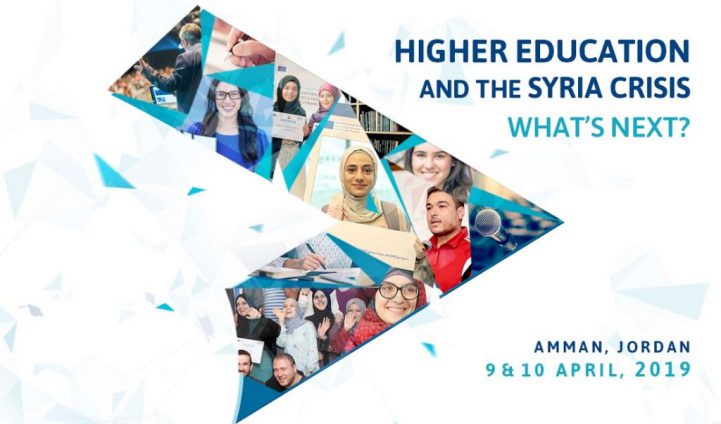 HIGHER EDUCATION
AND THE SYRIA CRISIS
WHAT'S NEXT?
AMMAN, JORDAN
9 & 10 APRIL, 2019